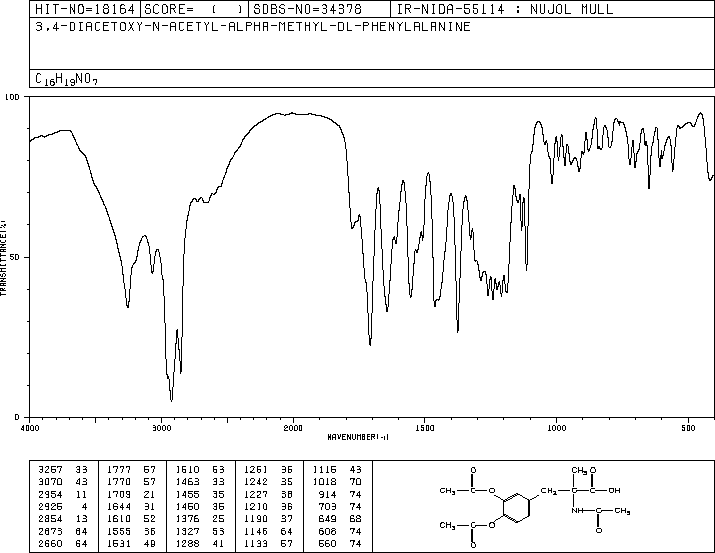 HIT-NO=18164 SCORE= ( ) SDBS-NO=34378 IR-NIDA-55114 : NUJOL MULL
3,4-DIACETOXY-N-ACETYL-ALPHA-METHYL-DL-PHENYLALANINE
C16H19NO7
100
TRANSMITTANCE(%)
50
0
4000 3000 2000 1500 1000 500
WAVENUMBER(-1)
3267 33 1777 57 1610 53 1261 36 1116 43
3070 43 1770 57 1463 33 1242 35 1018 70
2954 11 1709 21 1455 35 1227 38 914 74
2925 4 1644 31 1450 35 1210 36 703 74
2854 13 1610 52 1376 25 1190 37 649 68
2673 64 1555 36 1327 53 1146 64 608 74
2660 64 1531 49 1288 41 1133 57 560 74
O CH3 O
CH3-C-O CH2-C-C-OH
CH3-C-O NH-C-CH3
O O